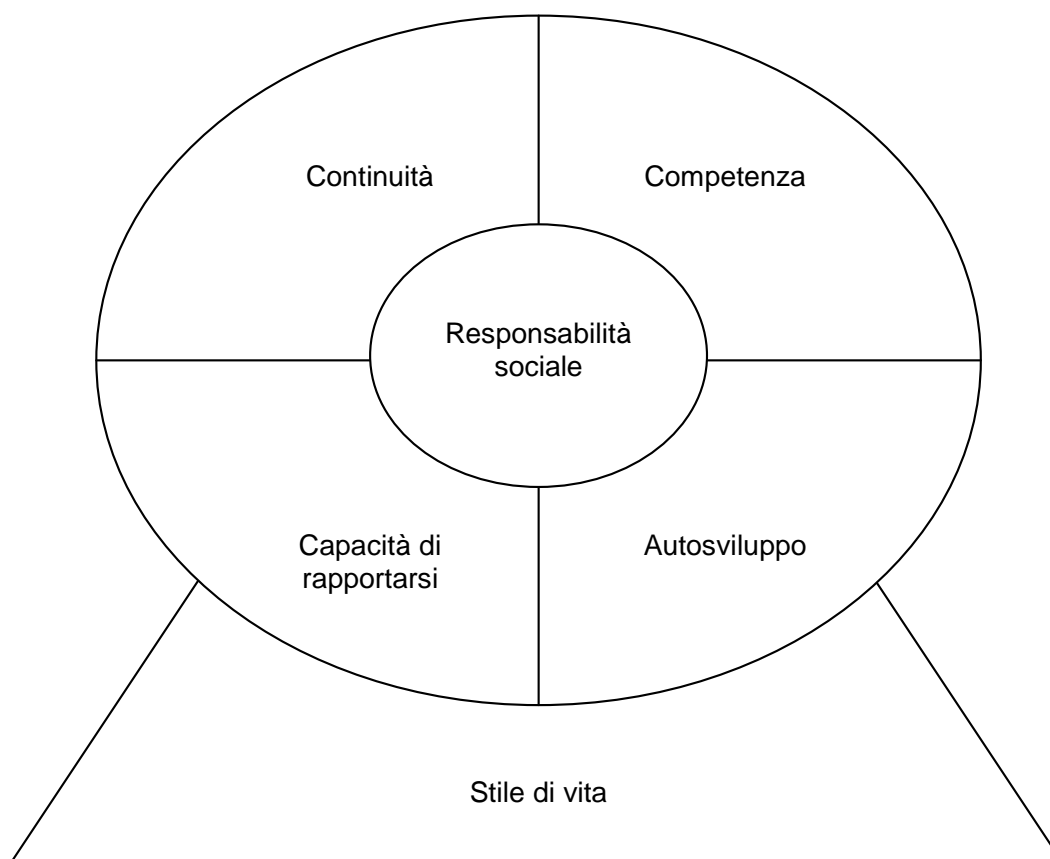 Continuità
Competenza
Responsabilità
sociale
Capacità di
rapportarsi
Autosviluppo
Stile di vita